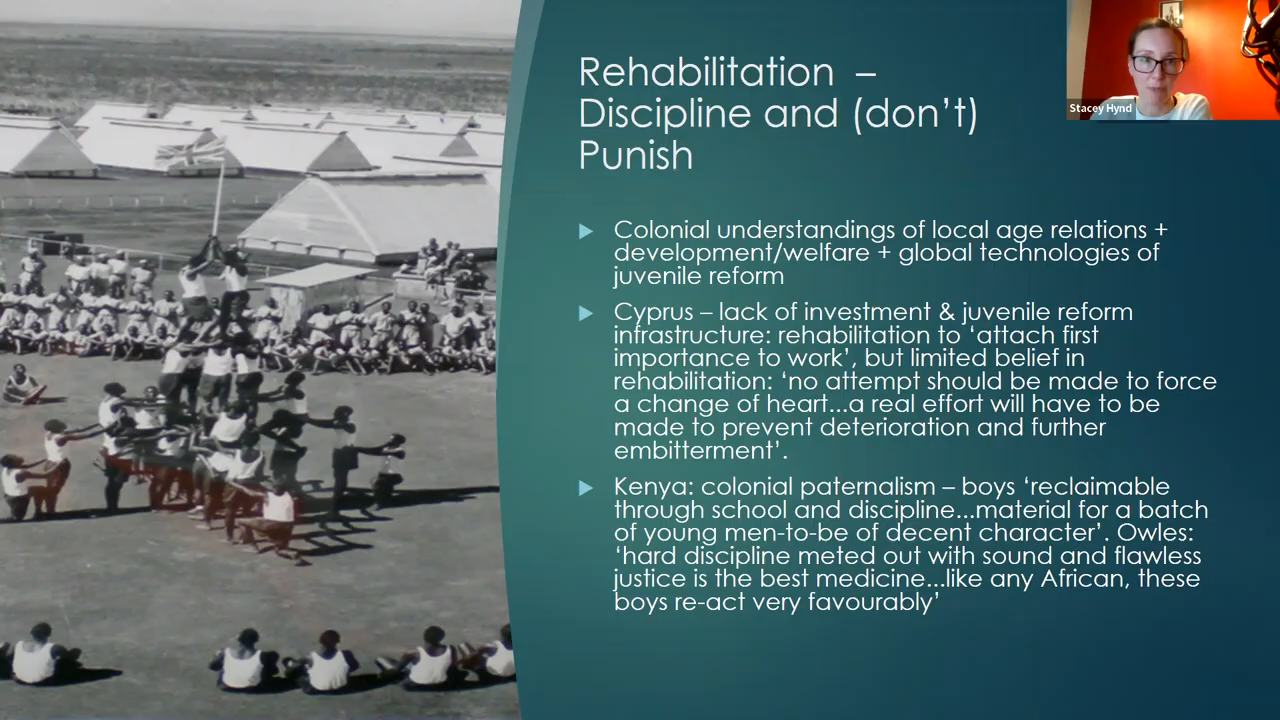 Rehabilitation –
Discipline and (don’t)
Punish
Stacey Hynd
Colonial understandings of local age relations +
development/welfare + global technologies of
juvenile reform
Cyprus – lack of investment & juvenile reform
infrastructure: rehabilitation to ‘attach first
importance to work’, but limited belief in
rehabilitation: ‘no attempt should be made to force
a change of heart...a real effort will have to be
made to prevent deterioration and further
embitterment’.
Kenya: colonial paternalism – boys ‘reclaimable
through school and discipline...material for a batch
of young men-to-be of decent character’. Owles:
‘hard discipline meted out with sound and flawless
justice is the best medicine...like any African, these
boys re-act very favourably’